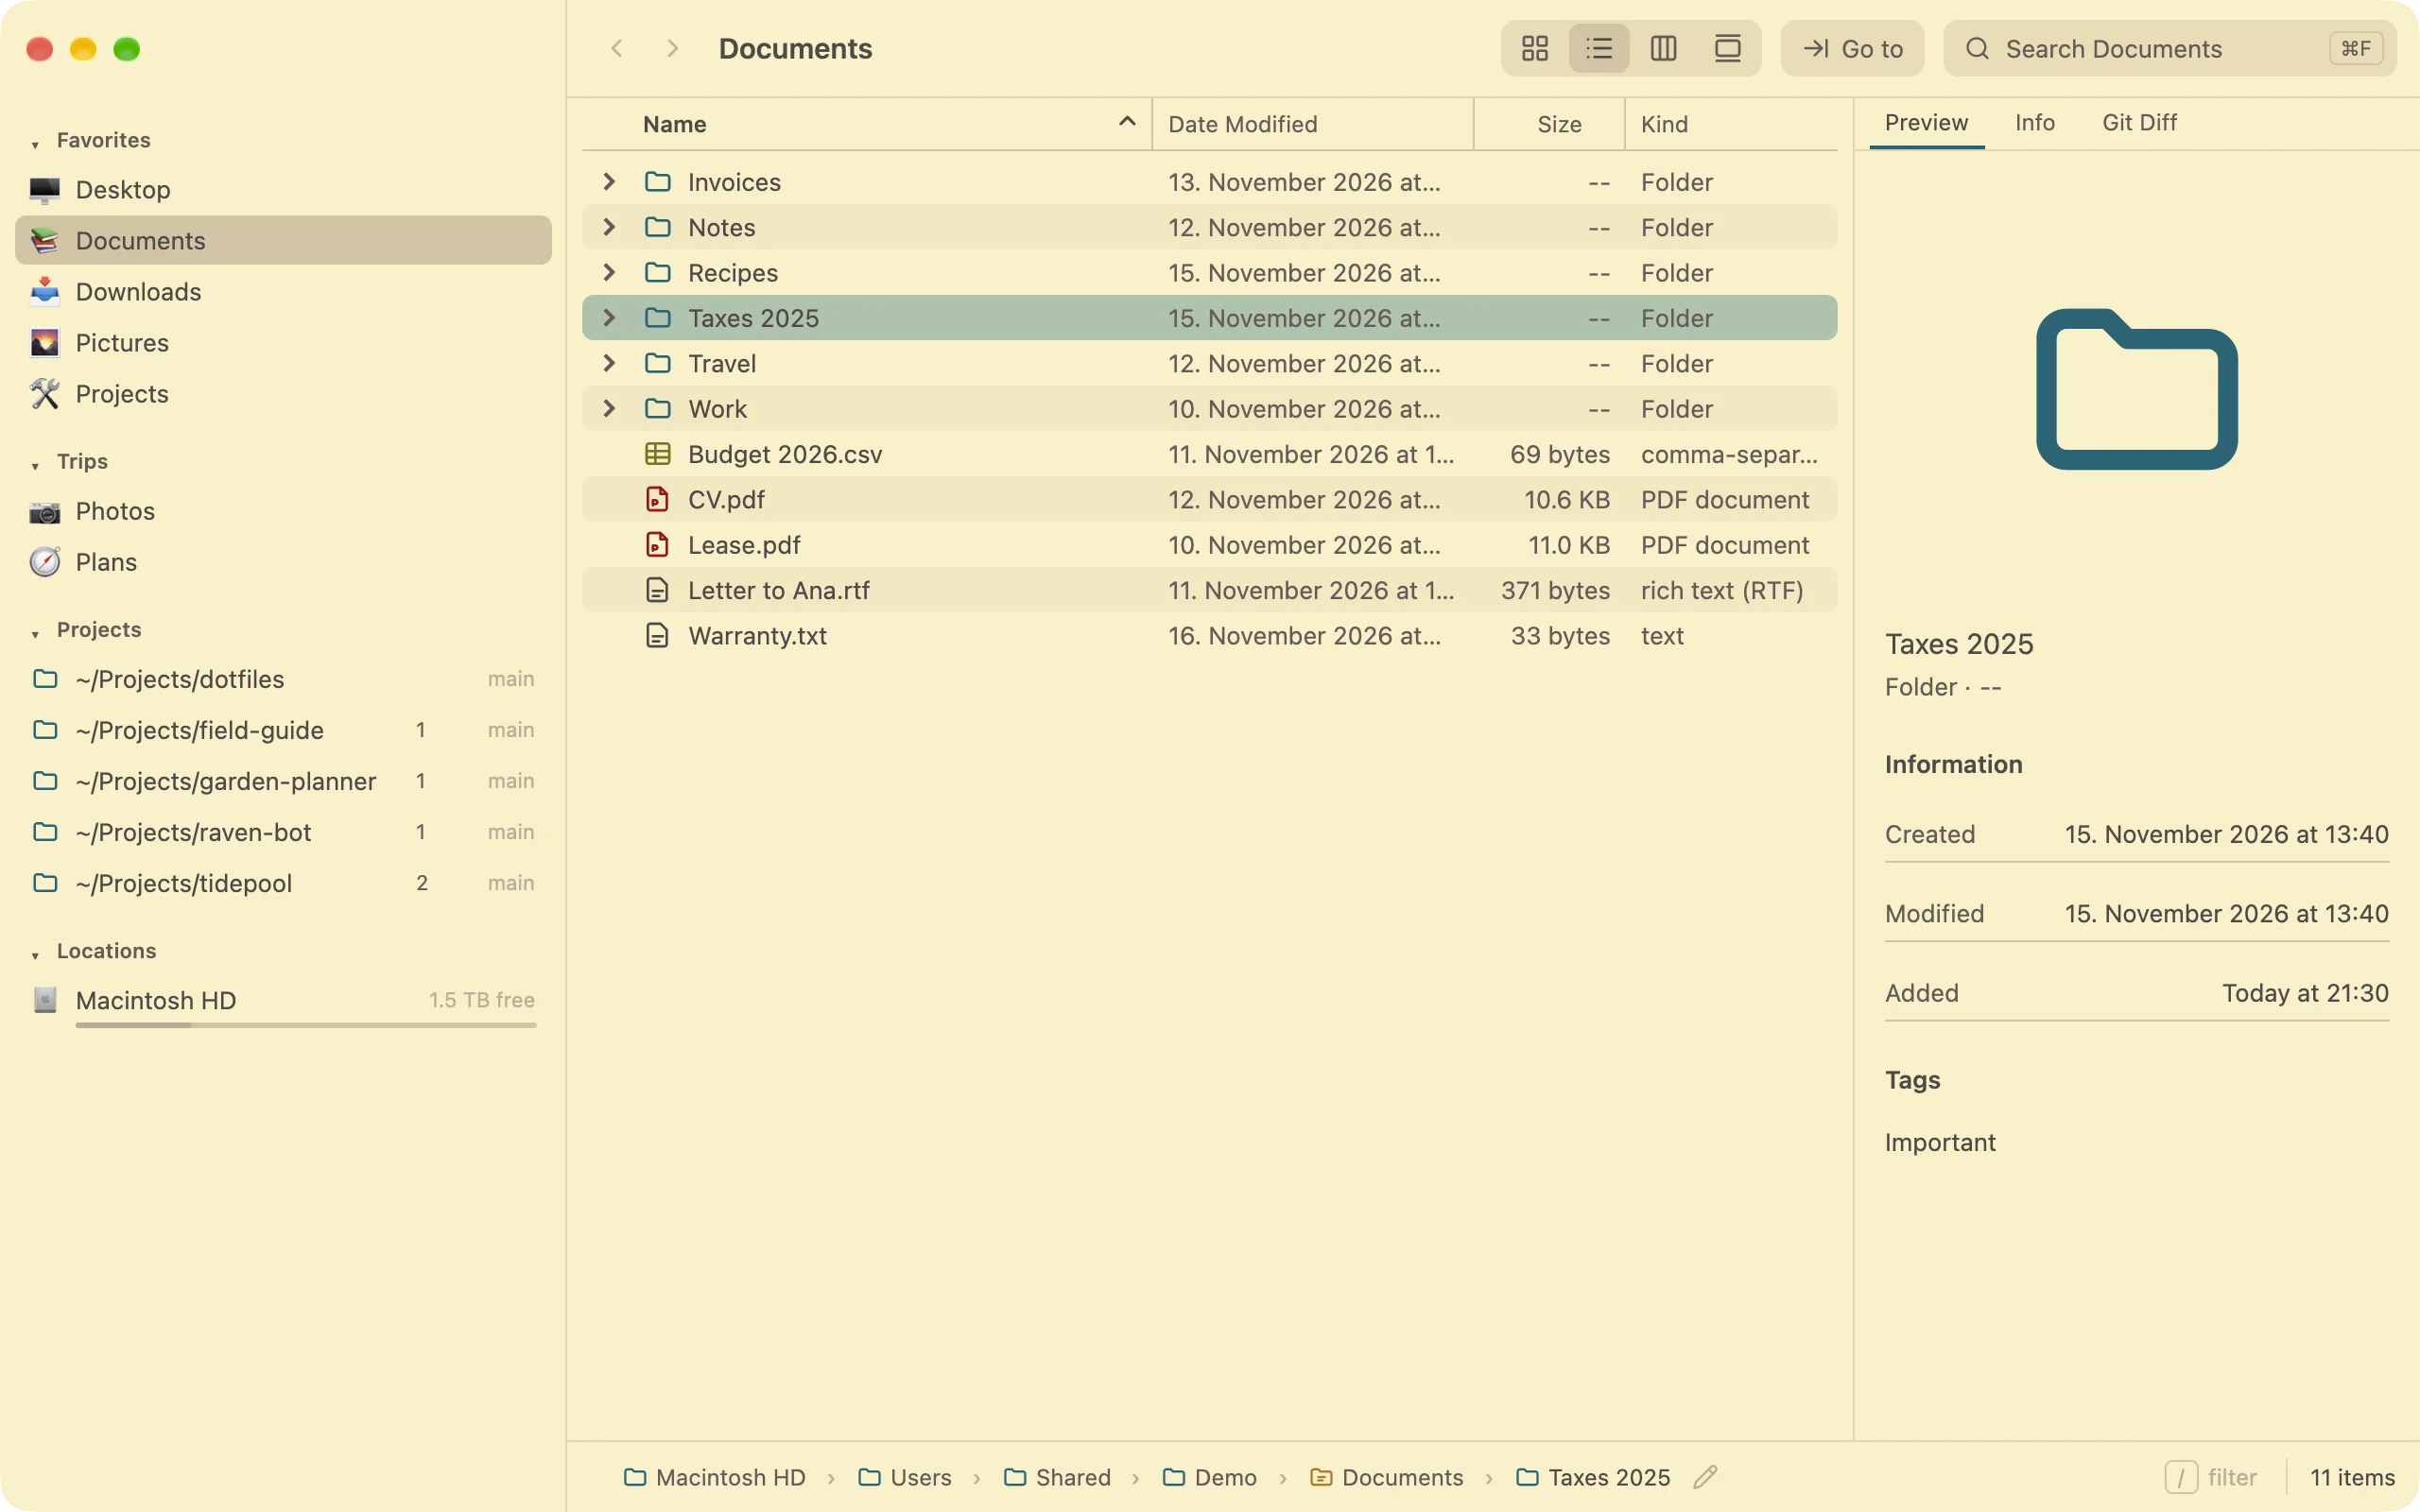 Documents
Go to
Search Documents
⌘F
Favorites
Desktop
Documents
Downloads
Pictures
Projects
Trips
Photos
Plans
Projects
~/Projects/dotfiles main
~/Projects/field-guide 1 main
~/Projects/garden-planner 1 main
~/Projects/raven-bot 1 main
~/Projects/tidepool 2 main
Locations
Macintosh HD 1.5 TB free
Name Date Modified Size Kind
Invoices 13. November 2026 at... -- Folder
Notes 12. November 2026 at... -- Folder
Recipes 15. November 2026 at... -- Folder
Taxes 2025 15. November 2026 at... -- Folder
Travel 12. November 2026 at... -- Folder
Work 10. November 2026 at... -- Folder
Budget 2026.csv 11. November 2026 at 1... 69 bytes comma-separ...
CV.pdf 12. November 2026 at... 10.6 KB PDF document
Lease.pdf 10. November 2026 at... 11.0 KB PDF document
Letter to Ana.rtf 11. November 2026 at 1... 371 bytes rich text (RTF)
Warranty.txt 16. November 2026 at... 33 bytes text
Preview Info Git Diff
Taxes 2025
Folder · --
Information
Created 15. November 2026 at 13:40
Modified 15. November 2026 at 13:40
Added Today at 21:30
Tags
Important
Macintosh HD › Users › Shared › Demo › Documents › Taxes 2025
/ filter
11 items